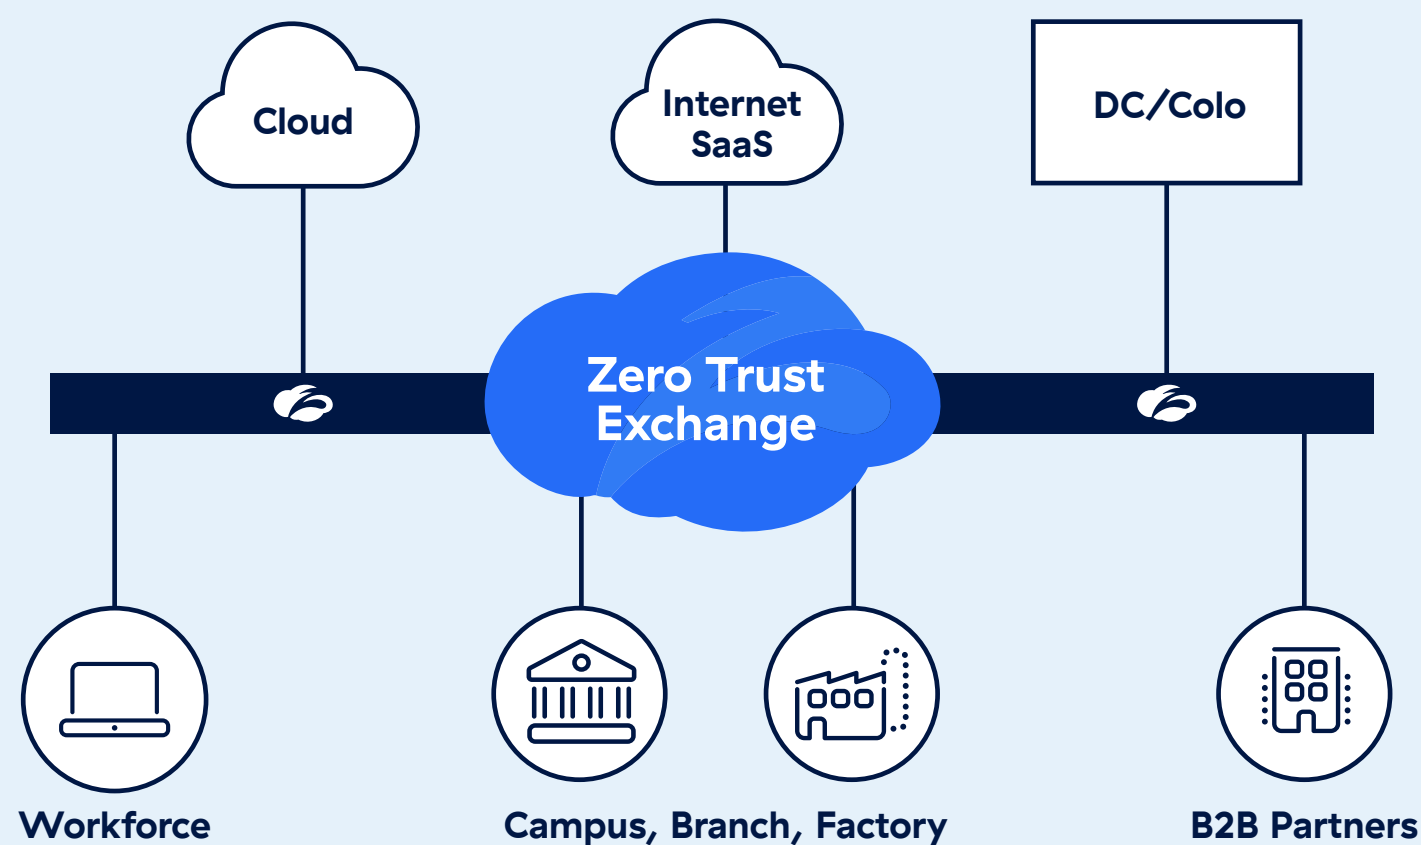 Cloud
Internet
SaaS
DC/Colo
Zero Trust
Exchange
Workforce
Campus, Branch, Factory
B2B Partners